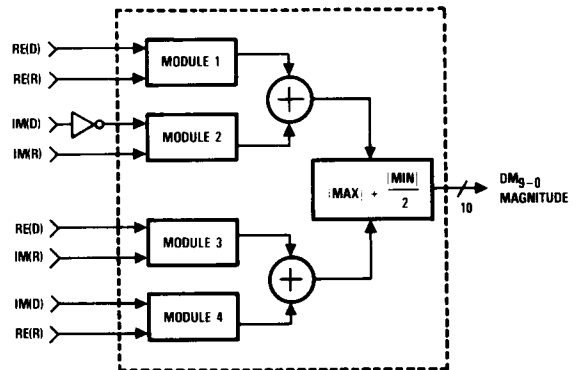 RE(D)
RE(R)
MODULE 1
IM(D)
IM(R)
MODULE 2
+
|MAX| + |MIN|
2
DM9–0
MAGNITUDE
10
RE(D)
IM(R)
MODULE 3
+
IM(D)
RE(R)
MODULE 4